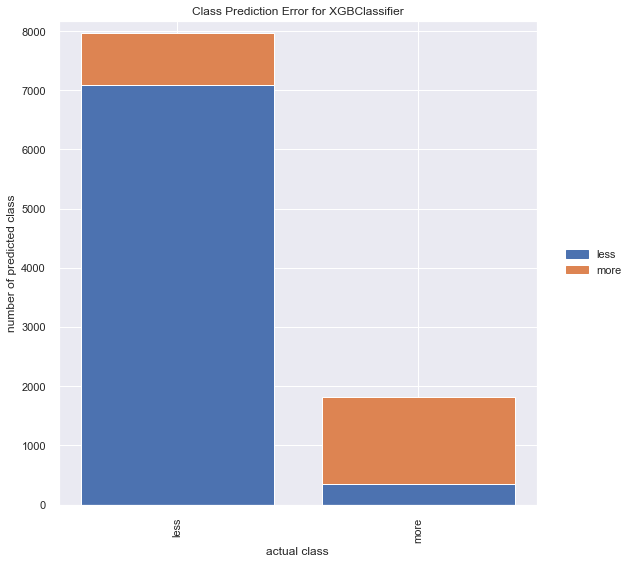 Class Prediction Error for XGBClassifier
8000
7000
6000
5000
4000
3000
2000
1000
0
number of predicted class
less
more
actual class
less
more